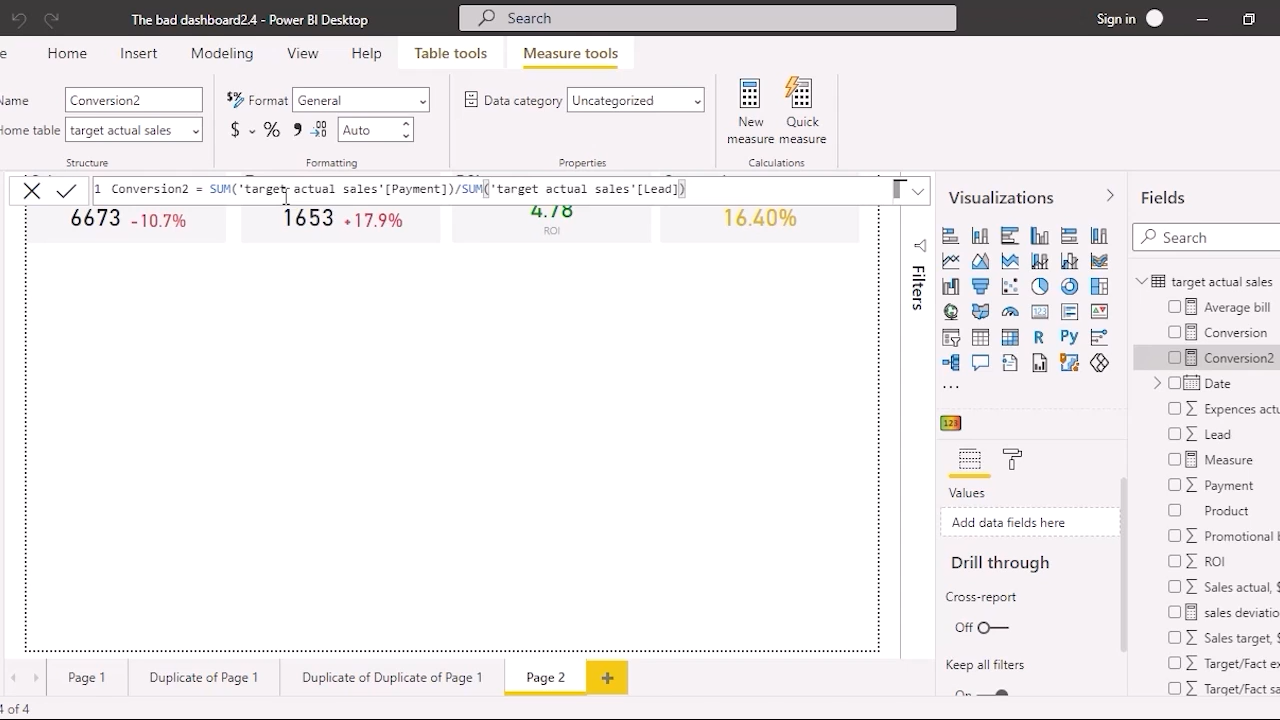 The bad dashboard2.4 - Power BI Desktop
Search
Sign in
e Home Insert Modeling View Help Table tools Measure tools
Name Conversion2
Format General
Data category Uncategorized
New measure
Quick measure
Home table target actual sales
$ % 9 .00 Auto
Structure
Formatting
Properties
Calculations
1 Conversion2 = SUM('target actual sales'[Payment])/SUM('target actual sales'[Lead])
6673 -10.7%
1653 +17.9%
4.78
ROI
16.40%
Filters
Visualizations
R
Py
123
...
123
Values
Add data fields here
Drill through
Cross-report
Off
Keep all filters
On
Fields
Search
target actual sales
Average bill
Conversion
Conversion2
Date
Expences actu
Lead
Measure
Payment
Product
Promotional b
ROI
Sales actual, $
sales deviatio
Sales target, $
Target/Fact ex
Target/Fact sa
Page 1
Duplicate of Page 1
Duplicate of Duplicate of Page 1
Page 2
+
4 of 4